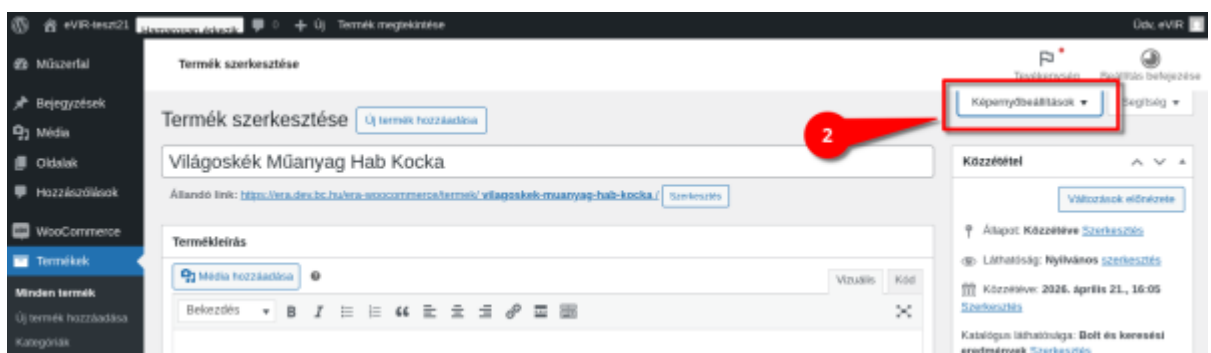 eVIR-teszt21 0 + Új Termék megtekintése Üdv, eVIR
Műszerfal
Bejegyzések
Média
Oldalak
Hozzászólások
WooCommerce
Termékek
Minden termék
Új termék hozzáadása
Kategóriák
Termék szerkesztése
Tevékenység Beállítás befejezése
Képernyőbeállítások Segítség
2
Termék szerkesztése Új termék hozzáadása
Világoskék Műanyag Hab Kocka
Állandó link: https://era.dev.bc.hu/era-woocommerce/termek/vilagoskek-muanyag-hab-kocka/ Szerkesztés
Termékleírás
Média hozzáadása
Vizuális Kód
Bekezdés B I
Közzététel
Változások előnézete
Állapot: Közzétéve Szerkesztés
Láthatóság: Nyilvános szerkesztés
Közzétéve: 2026. április 21., 16:05
Szerkesztés
Katalógus láthatósága: Bolt és keresési
eredmények Szerkesztés